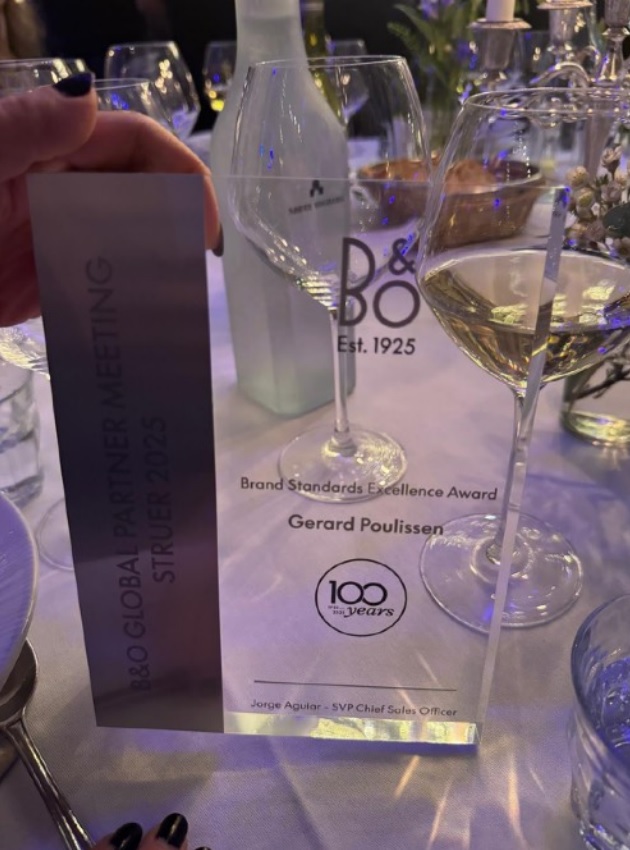 B&O GLOBAL PARTNER MEETING
STRUER 2025
B&
BO
Est. 1925
Brand Standards Excellence Award
Gerard Poulissen
100
years
Jorge Aguiar - SVP Chief Sales Officer